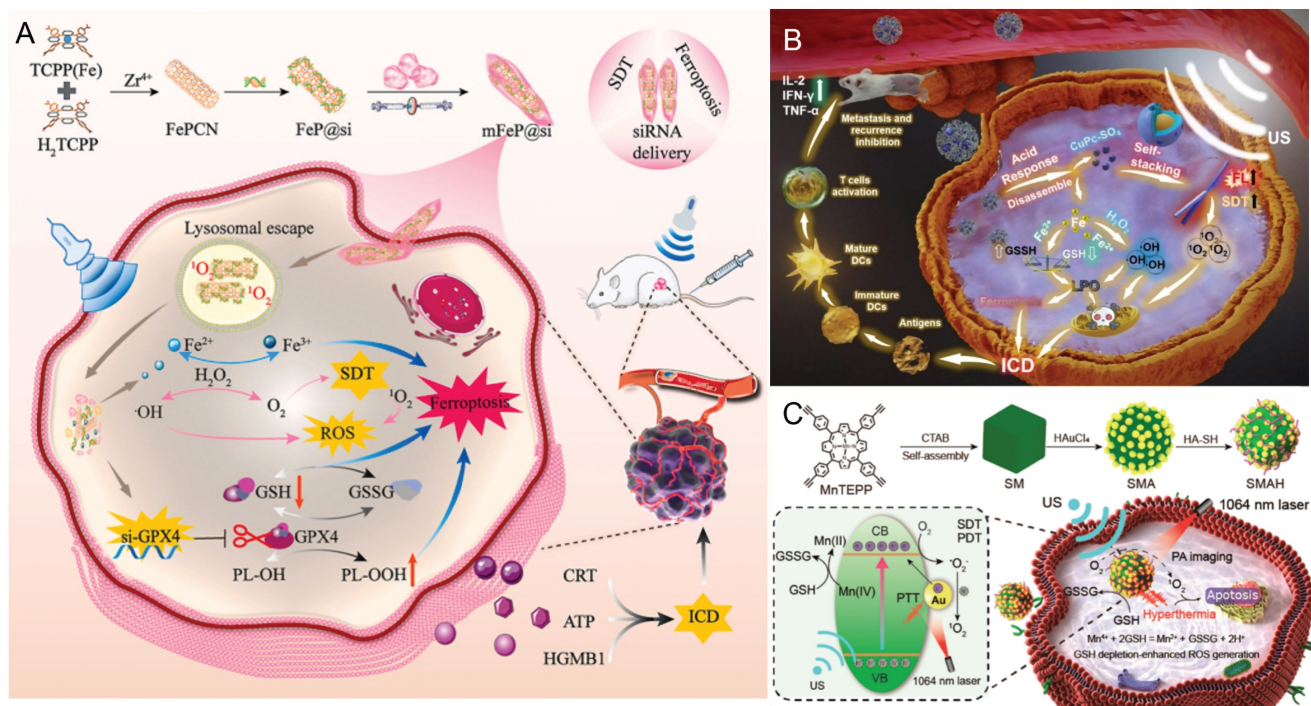 A
TCPP(Fe)
H₂TCPP
Zr⁴⁺
FePCN
FeP@si
mFeP@si
SDT
Ferroptosis
siRNA
delivery
Lysosomal escape
¹O₂
¹O₂
Fe²⁺
Fe³⁺
H₂O₂
·OH
O₂
SDT
¹O₂
ROS
Ferroptosis
GSH
GSSG
si-GPX4
GPX4
PL-OH
PL-OOH
CRT
ATP
HGMB1
ICD
B
IL-2
IFN-γ
TNF-α
Metastasis and
recurrence
inhibition
T cells
activation
Mature
DCs
Immature
DCs
Antigens
ICD
US
Acid
Response
Disassemble
CuPc-SO₄
Self-
stacking
FL
SDT
Fe
H₂O₂
Fe³⁺
Fe²⁺
GSSH
GSH
·OH
·OH
·OH
¹O₂
¹O₂
¹O₂
LPO
Ferroptosis
C
MnTEPP
CTAB
Self-assembly
SM
HAuCl₄
SMA
HA-SH
SMAH
US
1064 nm laser
CB
O₂
SDT
PDT
Mn(II)
GSSG
GSH
Mn(IV)
·O₂⁻
PTT
Au
¹O₂
VB
US
1064 nm laser
PA imaging
O₂
¹O₂
GSSG
GSH
Hyperthermia
Apotosis
Mn⁴⁺ + 2GSH = Mn²⁺ + GSSG + 2H⁺
GSH depletion-enhanced ROS generation